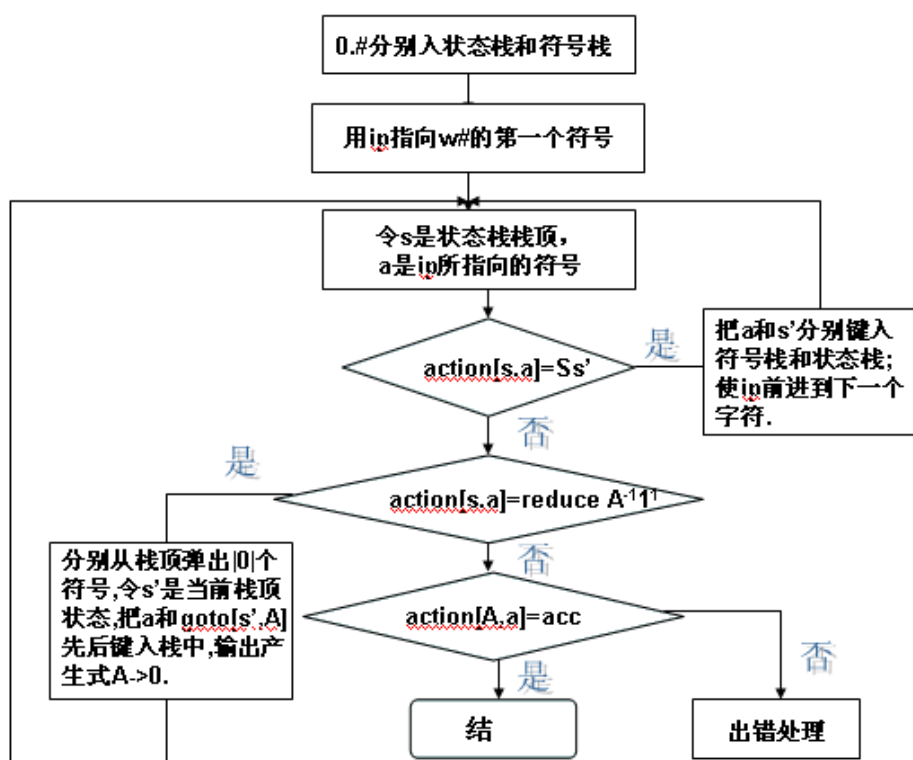 0.#分别入状态栈和符号栈
用ip指向w#的第一个符号
令s是状态栈栈顶，
a是ip所指向的符号
action[s.a]=Ss’
是
把a和s’分别键入
符号栈和状态栈;
使ip前进到下一个
字符.
否
是
action[s.a]=reduce A⁻¹1¹
分别从栈顶弹出|0|个
符号,令s’是当前栈顶
状态,把a和goto[s’,A]
先后键入栈中,输出产
生式A->0.
否
action[A,a]=acc
是
否
结
出错处理